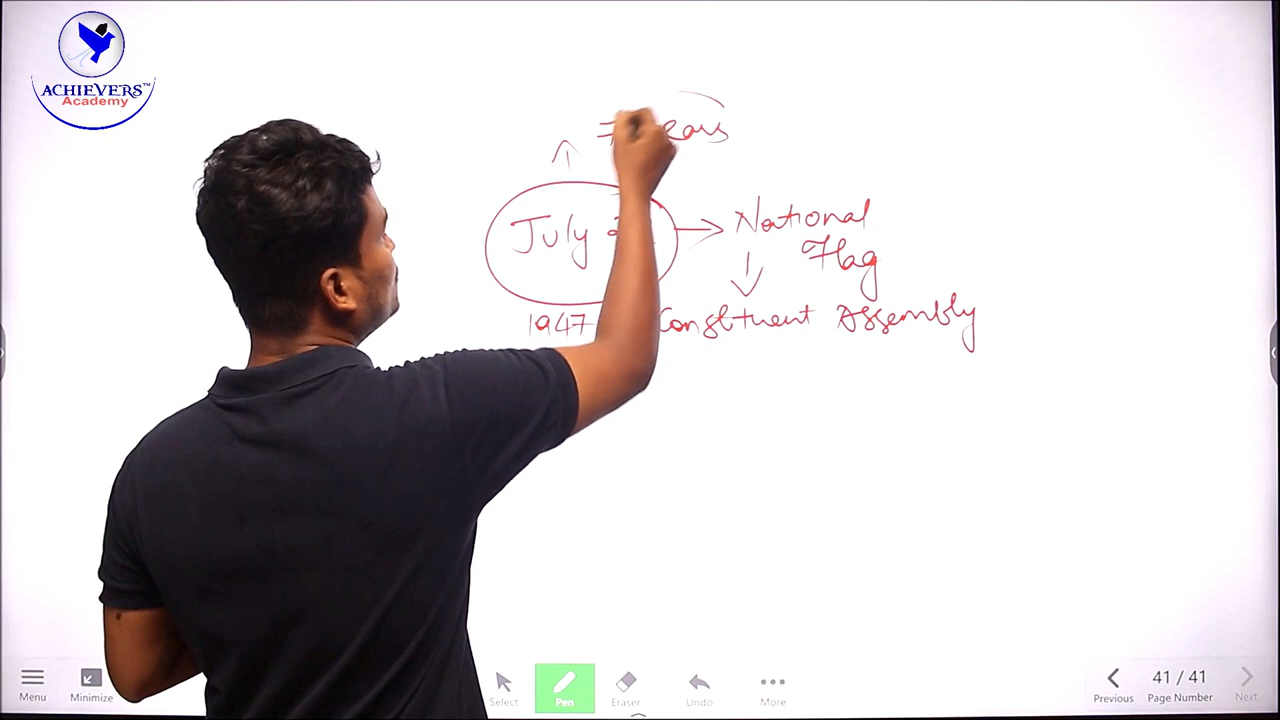 ACHIEVERS™
Academy
July
1947
National
Flag
Constituent Assembly
Menu
Minimize
Select
Pen
Eraser
Undo
More
Previous
41 / 41
Page Number
Next